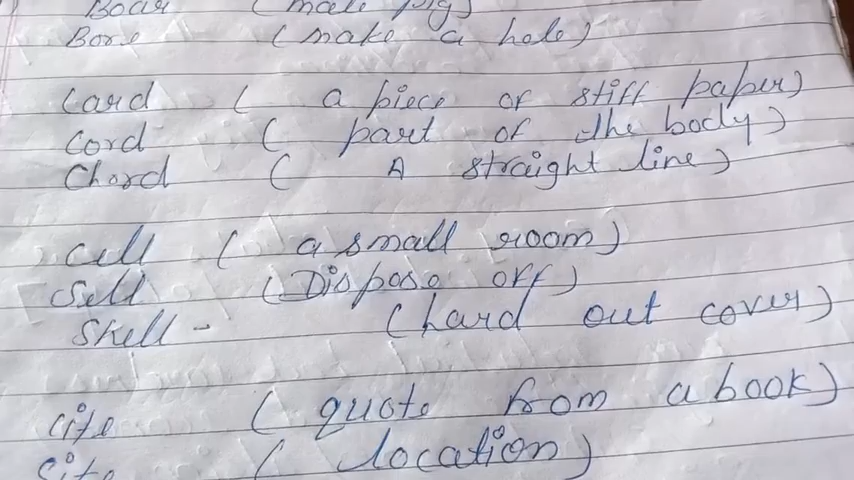 Boar (male pig)
Bore (make a hole)
Card ( a piece of stiff paper)
Cord ( part of the body)
Chord ( A straight line)
cell ( a small room)
Sell (Dispose off)
Shell - (hard out cover)
cite ( quote from a book)
cite ( location)